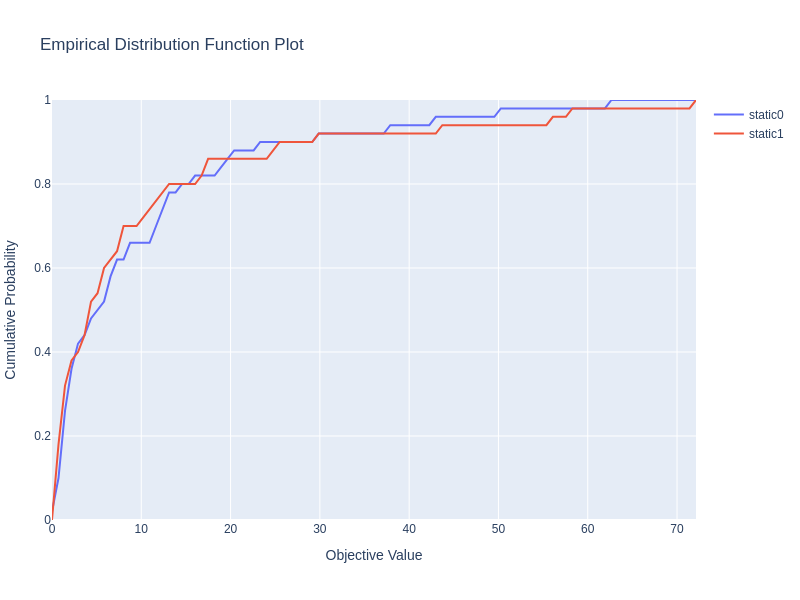 Empirical Distribution Function Plot
static0
static1
Cumulative Probability
1
0.8
0.6
0.4
0.2
0
0 10 20 30 40 50 60 70
Objective Value